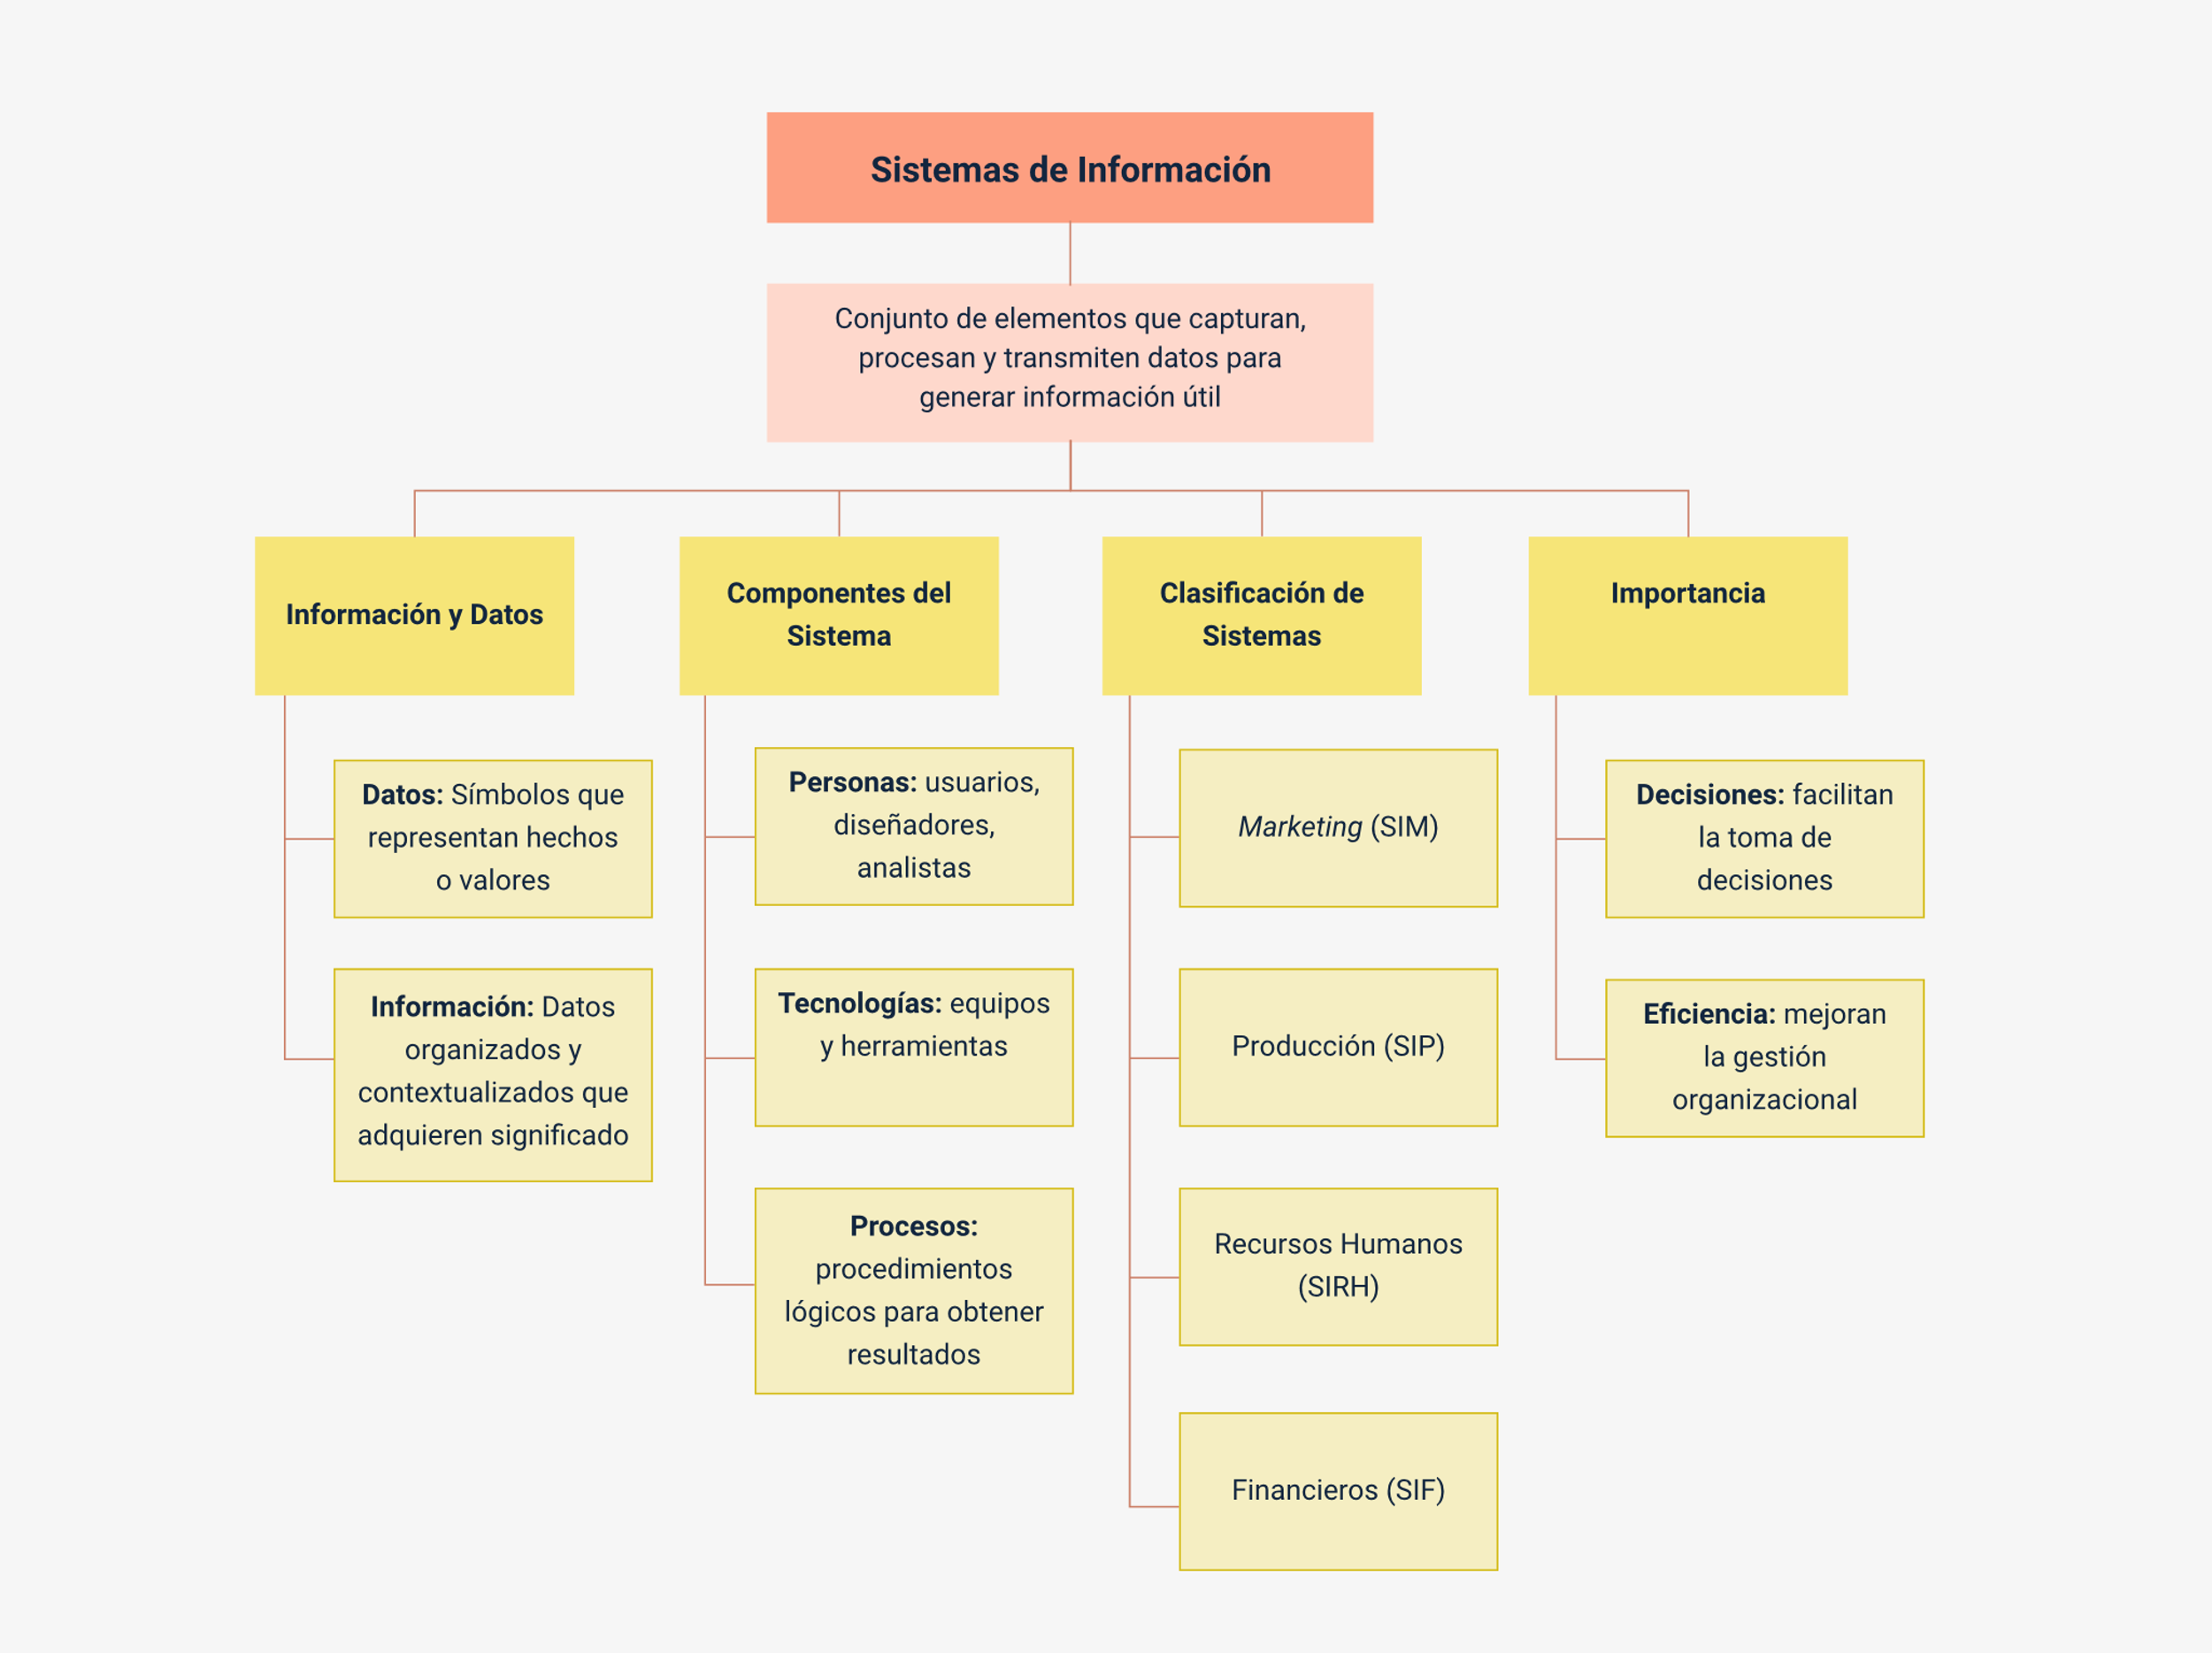 Sistemas de Información
Conjunto de elementos que capturan,
procesan y transmiten datos para
generar información útil
Información y Datos
Datos: Símbolos que
representan hechos
o valores
Información: Datos
organizados y
contextualizados que
adquieren significado
Componentes del
Sistema
Personas: usuarios,
diseñadores,
analistas
Tecnologías: equipos
y herramientas
Procesos:
procedimientos
lógicos para obtener
resultados
Clasificación de
Sistemas
Marketing (SIM)
Producción (SIP)
Recursos Humanos
(SIRH)
Financieros (SIF)
Importancia
Decisiones: facilitan
la toma de
decisiones
Eficiencia: mejoran
la gestión
organizacional